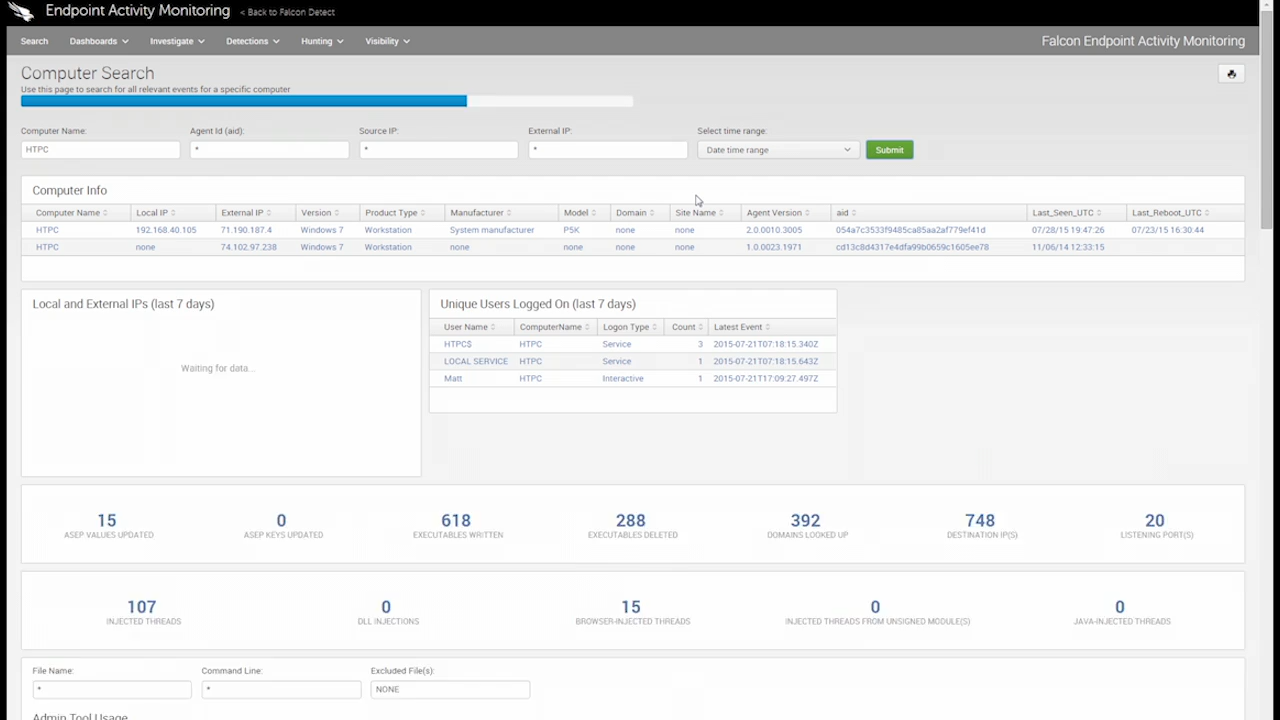 Endpoint Activity Monitoring < Back to Falcon Detect
Search Dashboards Investigate Detections Hunting Visibility Falcon Endpoint Activity Monitoring
Computer Search
Use this page to search for all relevant events for a specific computer
Computer Name: Agent Id (aid): Source IP: External IP: Select time range:
HTPC * * * Date time range Submit
Computer Info
Computer Name Local IP External IP Version Product Type Manufacturer Model Domain Site Name Agent Version aid Last_Seen_UTC Last_Reboot_UTC
HTPC 192.168.40.105 71.190.187.4 Windows 7 Workstation System manufacturer P5K none none 2.0.0010.3005 054a7c3533f9485ca85aa2af779ef41d 07/28/15 19:47:26 07/23/15 16:30:44
HTPC none 74.102.97.238 Windows 7 Workstation none none none none 1.0.0023.1971 cd13c8d4317e4dfa99b0659c1605ee78 11/06/14 12:33:15
Local and External IPs (last 7 days)
Waiting for data...
Unique Users Logged On (last 7 days)
User Name ComputerName Logon Type Count Latest Event
HTPC$ HTPC Service 3 2015-07-21T07:18:15.340Z
LOCAL SERVICE HTPC Service 1 2015-07-21T07:18:15.643Z
Matt HTPC Interactive 1 2015-07-21T17:09:27.497Z
15 0 618 288 392 748 20
ASEP VALUES UPDATED ASEP KEYS UPDATED EXECUTABLES WRITTEN EXECUTABLES DELETED DOMAINS LOOKED UP DESTINATION IP(S) LISTENING PORT(S)
107 0 15 0 0
INJECTED THREADS DLL INJECTIONS BROWSER-INJECTED THREADS INJECTED THREADS FROM UNSIGNED MODULE(S) JAVA-INJECTED THREADS
File Name: Command Line: Excluded File(s):
* * NONE
Admin Tool Usage